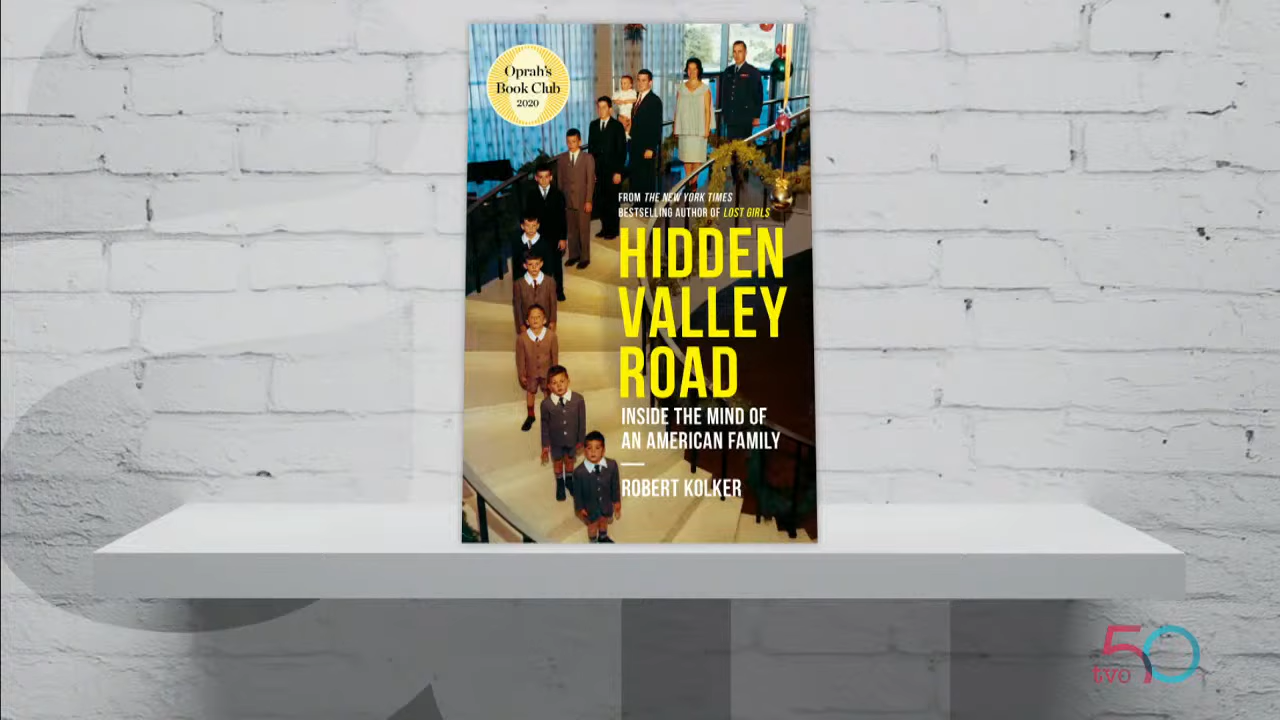 Oprah's
Book Club
2020
FROM THE NEW YORK TIMES
BESTSELLING AUTHOR OF LOST GIRLS
HIDDEN
VALLEY
ROAD
INSIDE THE MIND OF
AN AMERICAN FAMILY
ROBERT KOLKER
50
tvo